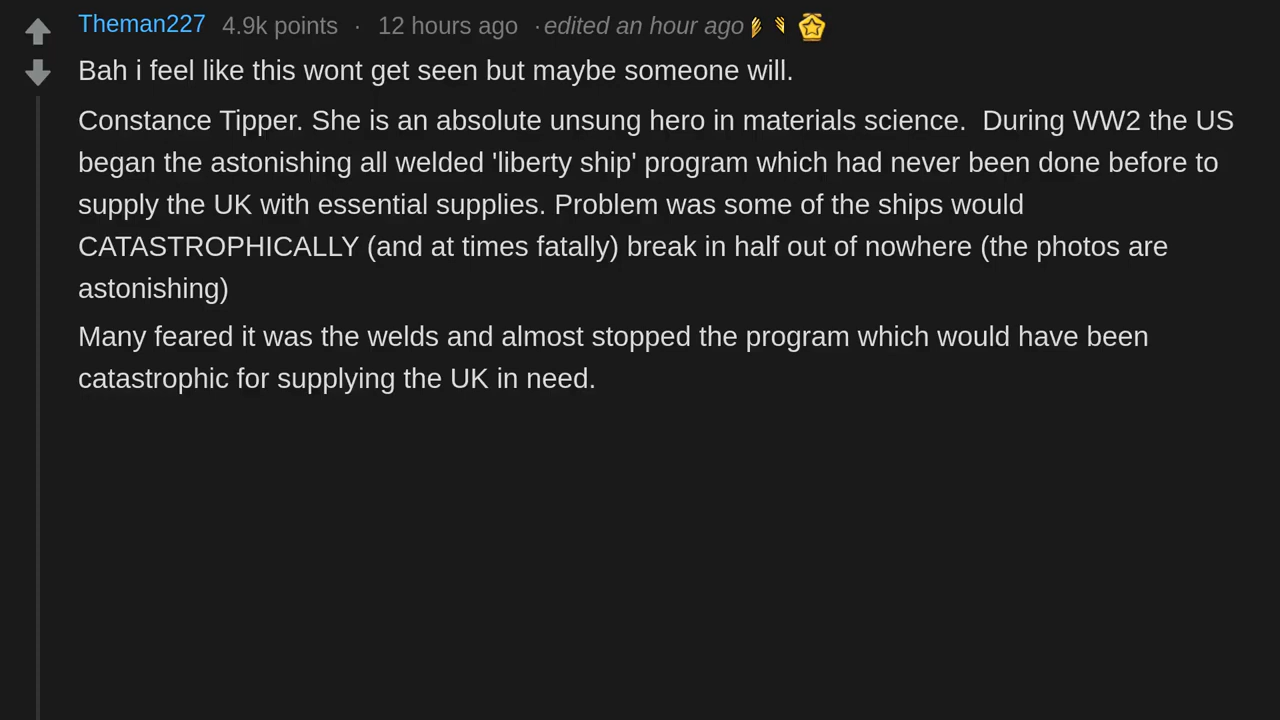 Theman227 4.9k points · 12 hours ago · edited an hour ago
Bah i feel like this wont get seen but maybe someone will.
Constance Tipper. She is an absolute unsung hero in materials science.  During WW2 the US
began the astonishing all welded 'liberty ship' program which had never been done before to
supply the UK with essential supplies. Problem was some of the ships would
CATASTROPHICALLY (and at times fatally) break in half out of nowhere (the photos are
astonishing)
Many feared it was the welds and almost stopped the program which would have been
catastrophic for supplying the UK in need.